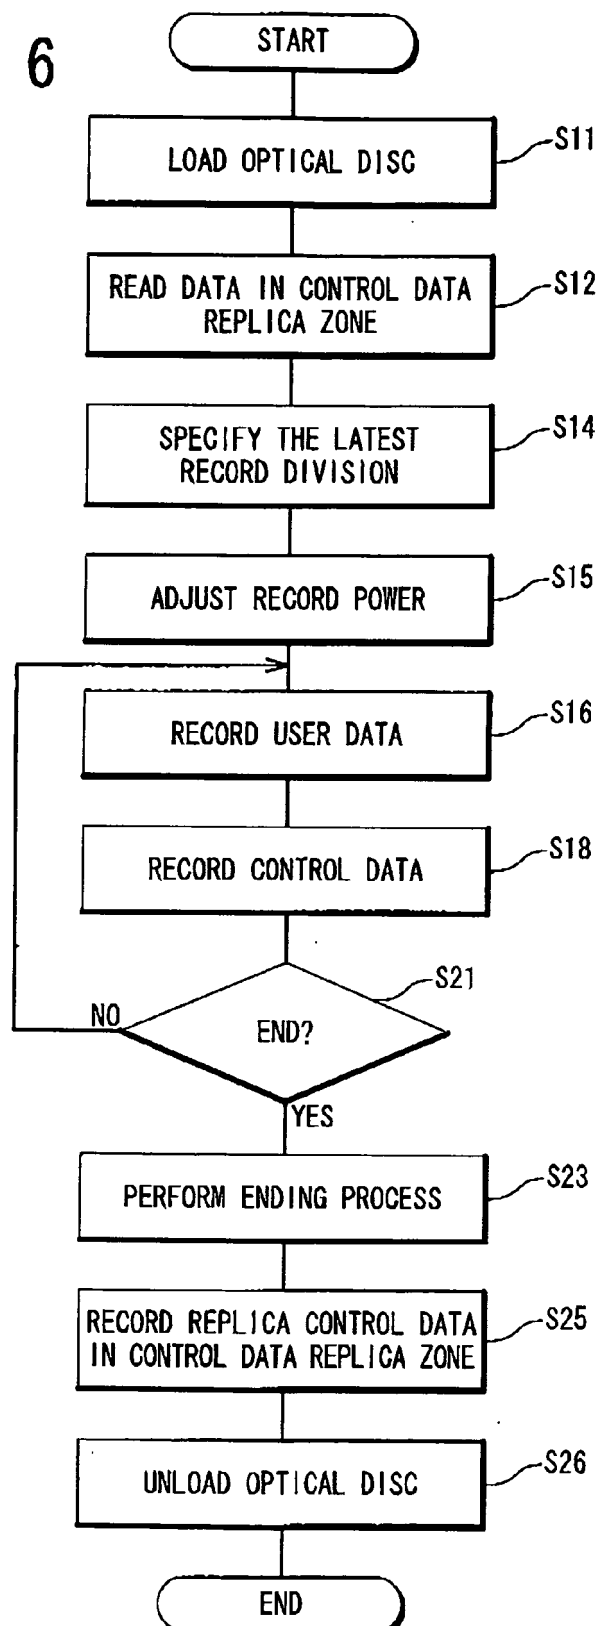 6
START
LOAD OPTICAL DISC
S11
READ DATA IN CONTROL DATA
REPLICA ZONE
S12
SPECIFY THE LATEST
RECORD DIVISION
S14
ADJUST RECORD POWER
S15
RECORD USER DATA
S16
RECORD CONTROL DATA
S18
END?
S21
NO
YES
PERFORM ENDING PROCESS
S23
RECORD REPLICA CONTROL DATA
IN CONTROL DATA REPLICA ZONE
S25
UNLOAD OPTICAL DISC
S26
END